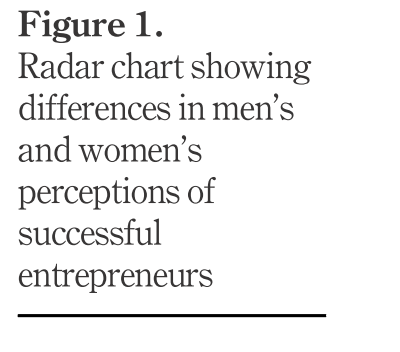 Figure 1.
Radar chart showing
differences in men’s
and women’s
perceptions of
successful
entrepreneurs